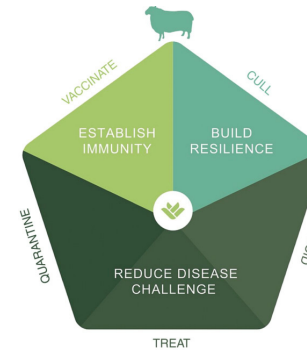 VACCINATE
CULL
ESTABLISH
IMMUNITY
BUILD
RESILIENCE
QUARANTINE
REDUCE DISEASE
CHALLENGE
TREAT